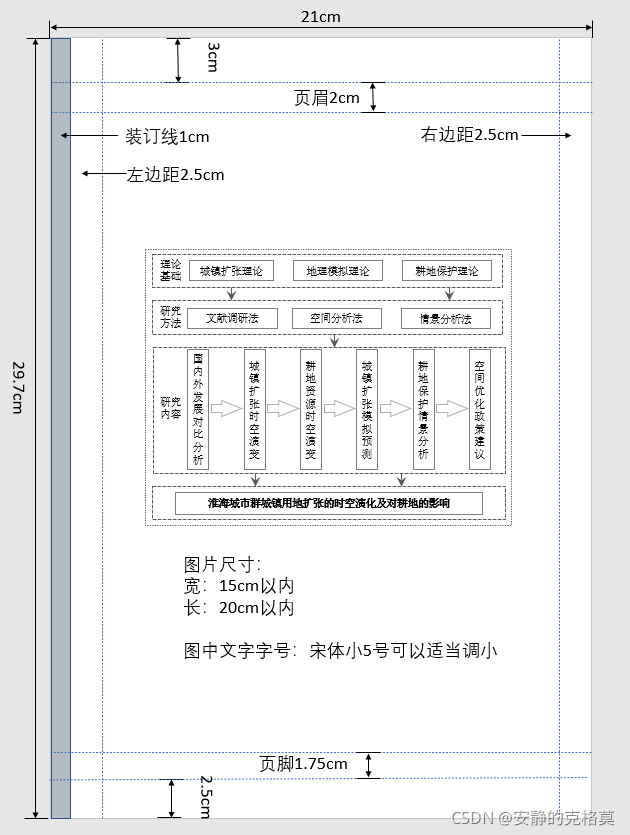 21cm
3cm
页眉2cm
装订线1cm
右边距2.5cm
左边距2.5cm
29.7cm
理论基础
城镇扩张理论
地理模拟理论
耕地保护理论
研究方法
文献调研法
空间分析法
情景分析法
研究内容
国内外发展对比分析
城镇扩张时空演变
耕地资源时空演变
城镇扩张模拟预测
耕地保护情景分析
空间优化政策建议
淮海城市群城镇用地扩张的时空演化及对耕地的影响
图片尺寸：
宽：15cm以内
长：20cm以内
图中文字字号：宋体小5号可以适当调小
页脚1.75cm
2.5cm
CSDN @安静的克格莫